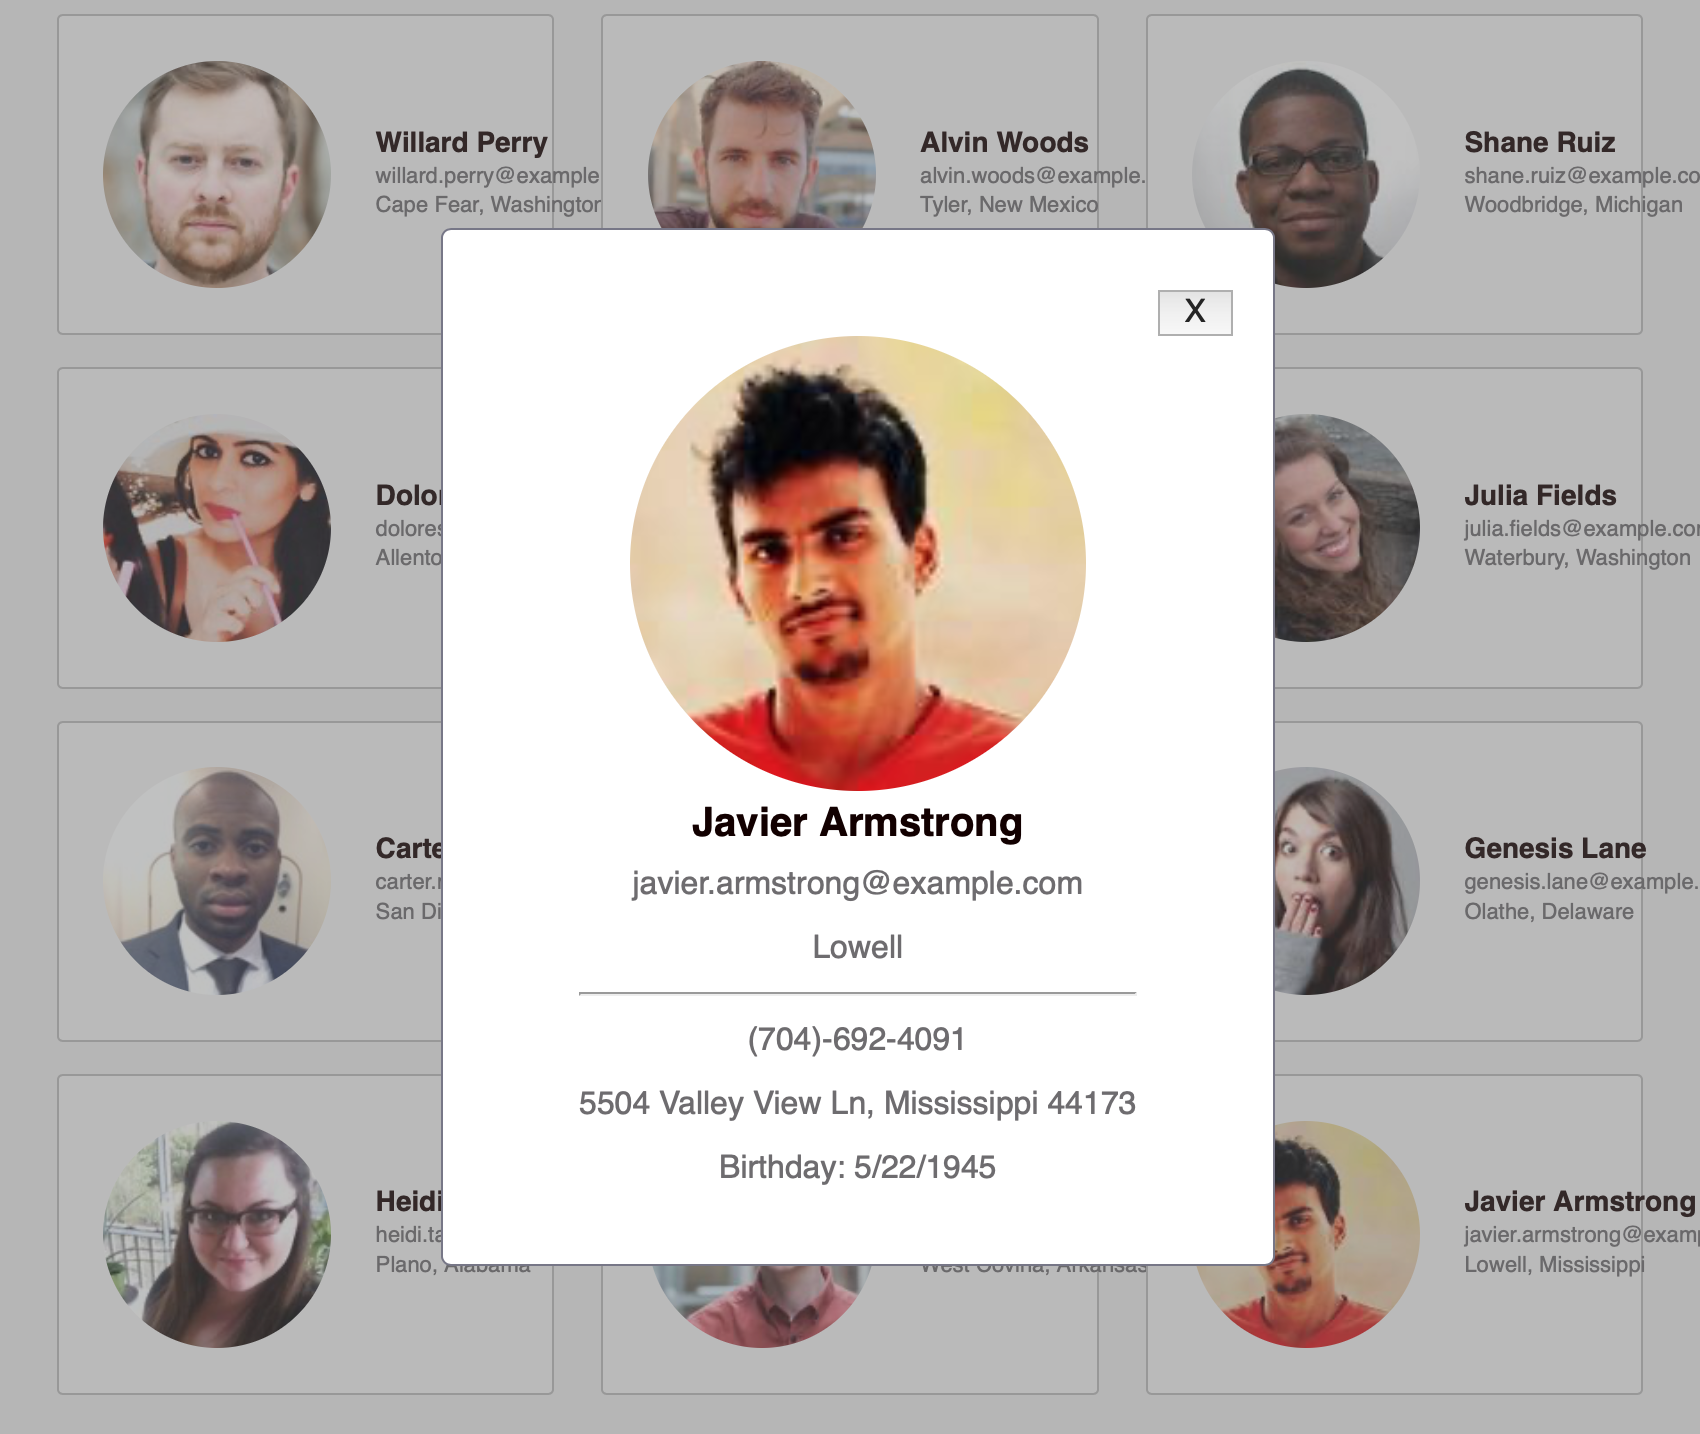 Willard Perry
willard.perry@example
Cape Fear, Washington
Alvin Woods
alvin.woods@example.
Tyler, New Mexico
Shane Ruiz
shane.ruiz@example.co
Woodbridge, Michigan
X
Javier Armstrong
javier.armstrong@example.com
Lowell
(704)-692-4091
5504 Valley View Ln, Mississippi 44173
Birthday: 5/22/1945
Dolor
dolores
Allento
Julia Fields
julia.fields@example.com
Waterbury, Washington
Carte
carter.r
San Di
Genesis Lane
genesis.lane@example.
Olathe, Delaware
Heidi
heidi.ta
Plano, Alabama
West Covina, Arkansas
Javier Armstrong
javier.armstrong@examp
Lowell, Mississippi